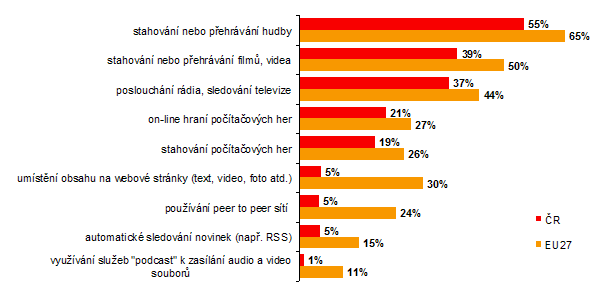 stahování nebo přehrávání hudby
55%
65%
stahování nebo přehrávání filmů, videa
39%
50%
poslouchání rádia, sledování televize
37%
44%
on-line hraní počítačových her
21%
27%
stahování počítačových her
19%
26%
umístění obsahu na webové stránky (text, video, foto atd.)
5%
30%
používání peer to peer sítí
5%
24%
automatické sledování novinek (např. RSS)
5%
15%
využívání služeb "podcast" k zasílání audio a video
souborů
1%
11%
ČR
EU27